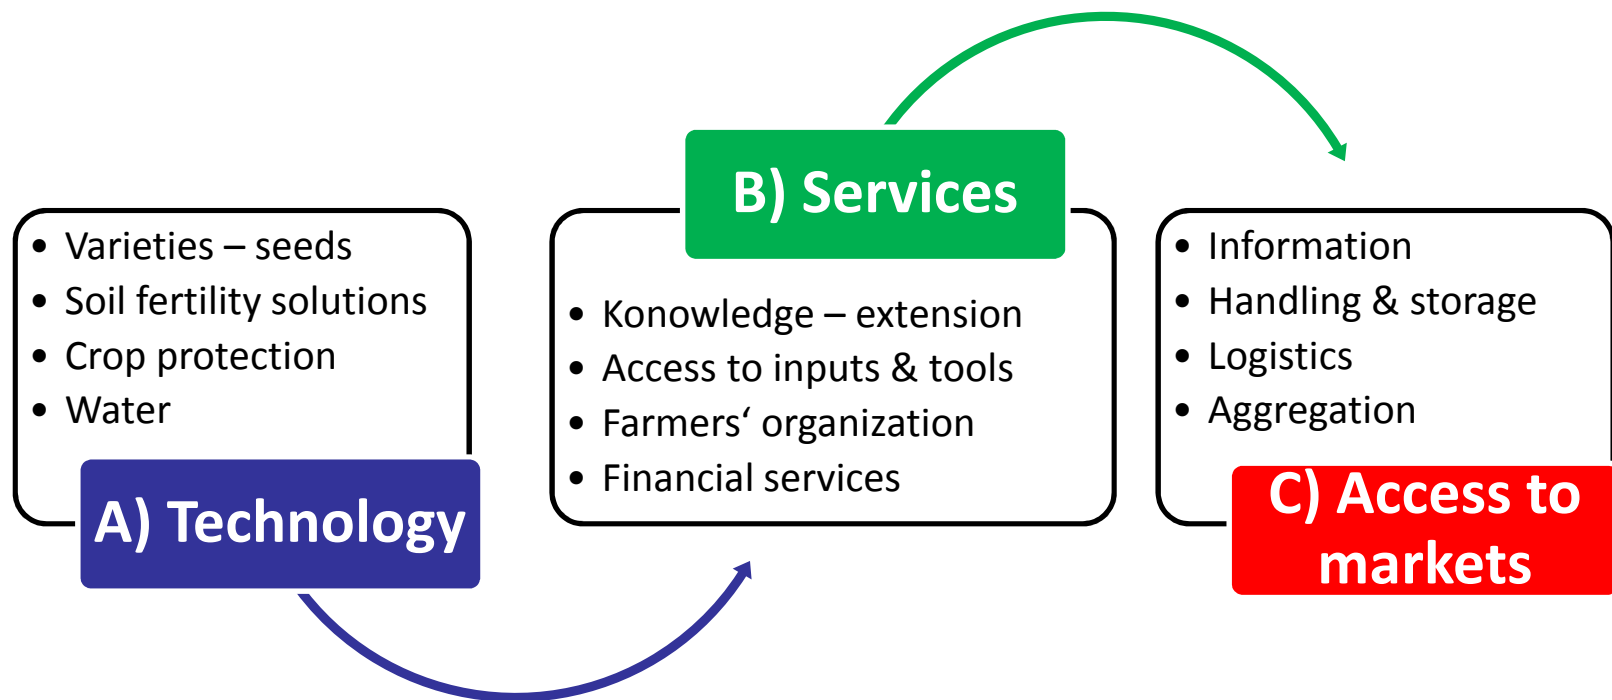 • Varieties – seeds
• Soil fertility solutions
• Crop protection
• Water
A) Technology
B) Services
• Konowledge – extension
• Access to inputs & tools
• Farmers‘ organization
• Financial services
• Information
• Handling & storage
• Logistics
• Aggregation
C) Access to
markets